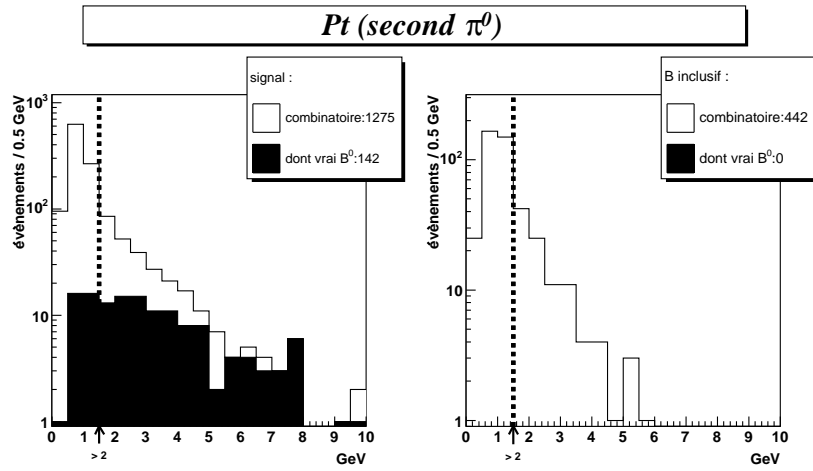 Pt (second π⁰)
signal :
combinatoire:1275
dont vrai B⁰:142
évènements / 0.5 GeV
10³
10²
10
1
0 1 2 3 4 5 6 7 8 9 10
> 2
GeV
B inclusif :
combinatoire:442
dont vrai B⁰:0
évènements / 0.5 GeV
10²
10
1
0 1 2 3 4 5 6 7 8 9 10
> 2
GeV